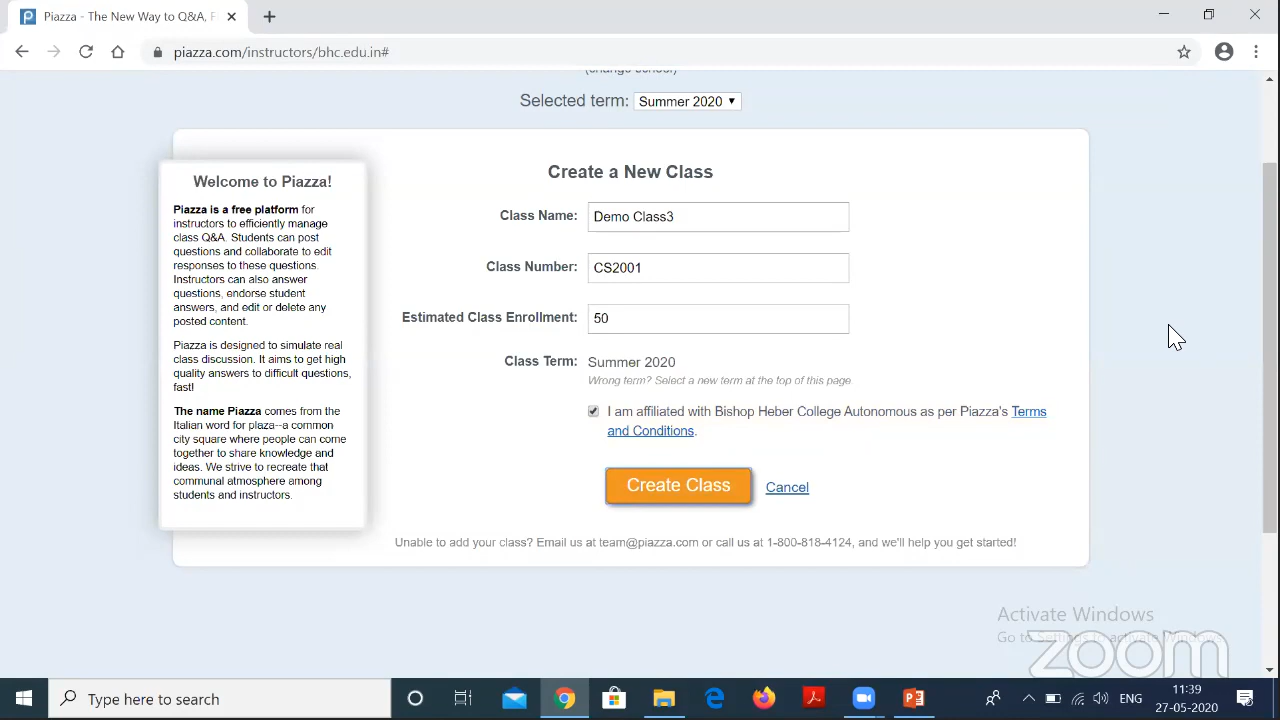 Piazza - The New Way to Q&A, F
piazza.com/instructors/bhc.edu.in#
(change school)
Selected term: Summer 2020
Welcome to Piazza!
Piazza is a free platform for
instructors to efficiently manage
class Q&A. Students can post
questions and collaborate to edit
responses to these questions.
Instructors can also answer
questions, endorse student
answers, and edit or delete any
posted content.
Piazza is designed to simulate real
class discussion. It aims to get high
quality answers to difficult questions,
fast!
The name Piazza comes from the
Italian word for plaza--a common
city square where people can come
together to share knowledge and
ideas. We strive to recreate that
communal atmosphere among
students and instructors.
Create a New Class
Class Name: Demo Class3
Class Number: CS2001
Estimated Class Enrollment: 50
Class Term: Summer 2020
Wrong term? Select a new term at the top of this page
I am affiliated with Bishop Heber College Autonomous as per Piazza's Terms
and Conditions.
Create Class Cancel
Unable to add your class? Email us at team@piazza.com or call us at 1-800-818-4124, and we'll help you get started!
Activate Windows
Go to Settings to activate Windows.
zoom
Type here to search
ENG
11:39
27-05-2020